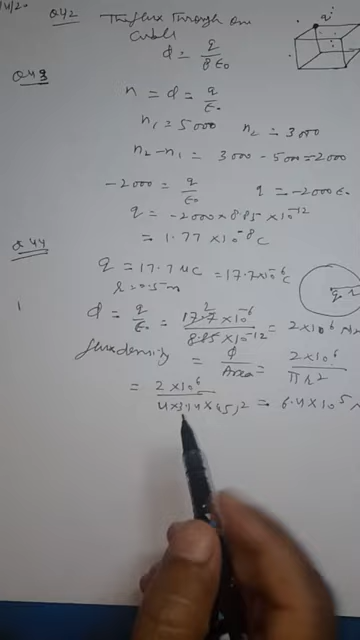 Q42 The flux through one
cube
q
ϕ = q/8ε₀
Q43
n = ϕ = q/ε₀
n₁ = 5000 n₂ = 3000
n₂-n₁ = 3000 - 5000 = -2000
-2000 = q/ε₀ q = -2000ε₀
q = -2000 × 8.85 × 10⁻¹²
= 1.77 × 10⁻⁸ C
Q44
q = 17.7 μC = 17.7 × 10⁻⁶ C
r = 0.5 m
q r
ϕ = q/ε₀ = 17.7 × 10⁻⁶ / 8.85 × 10⁻¹² = 2 × 10⁶
2
flux density = ϕ/Area = 2 × 10⁶ / πr²
= 2 × 10⁶ / 4 × 3.14 × = 6.4 × 10⁵